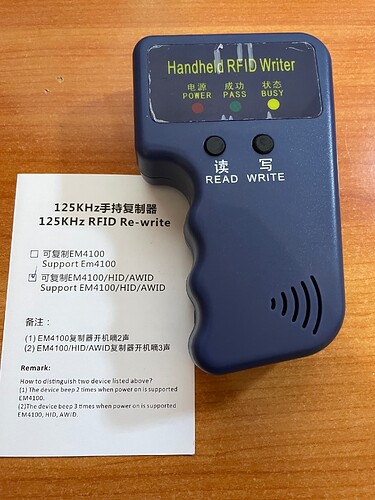 Handheld RFID Writer
电源 成功 状态
POWER PASS BUSY
读 写
READ WRITE
125KHz手持复制器
125KHz RFID Re-write
可复制EM4100
Support Em4100
可复制EM4100/HID/AWID
Support EM4100/HID/AWID
备注：
(1) EM4100复制器开机嘀2声
(2) EM4100/HID/AWID复制器开机嘀3声
Remark:
How to distinguish two device listed above?
(1) The device beep 2 times when power on is supported
EM4100.
(2)The device beep 3 times when power on is supported
EM4100, HID, AWID.